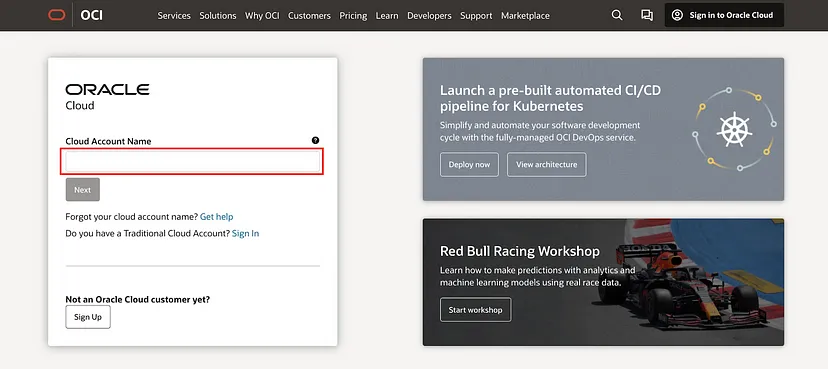 OCI
Services Solutions Why OCI Customers Pricing Learn Developers Support Marketplace
Sign in to Oracle Cloud
ORACLE
Cloud
Cloud Account Name
?
Next
Forgot your cloud account name? Get help
Do you have a Traditional Cloud Account? Sign In
Not an Oracle Cloud customer yet?
Sign Up
Launch a pre-built automated CI/CD
pipeline for Kubernetes
Simplify and automate your software development
cycle with the fully-managed OCI DevOps service.
Deploy now View architecture
Red Bull Racing Workshop
Learn how to make predictions with analytics and
machine learning models using real race data.
Start workshop